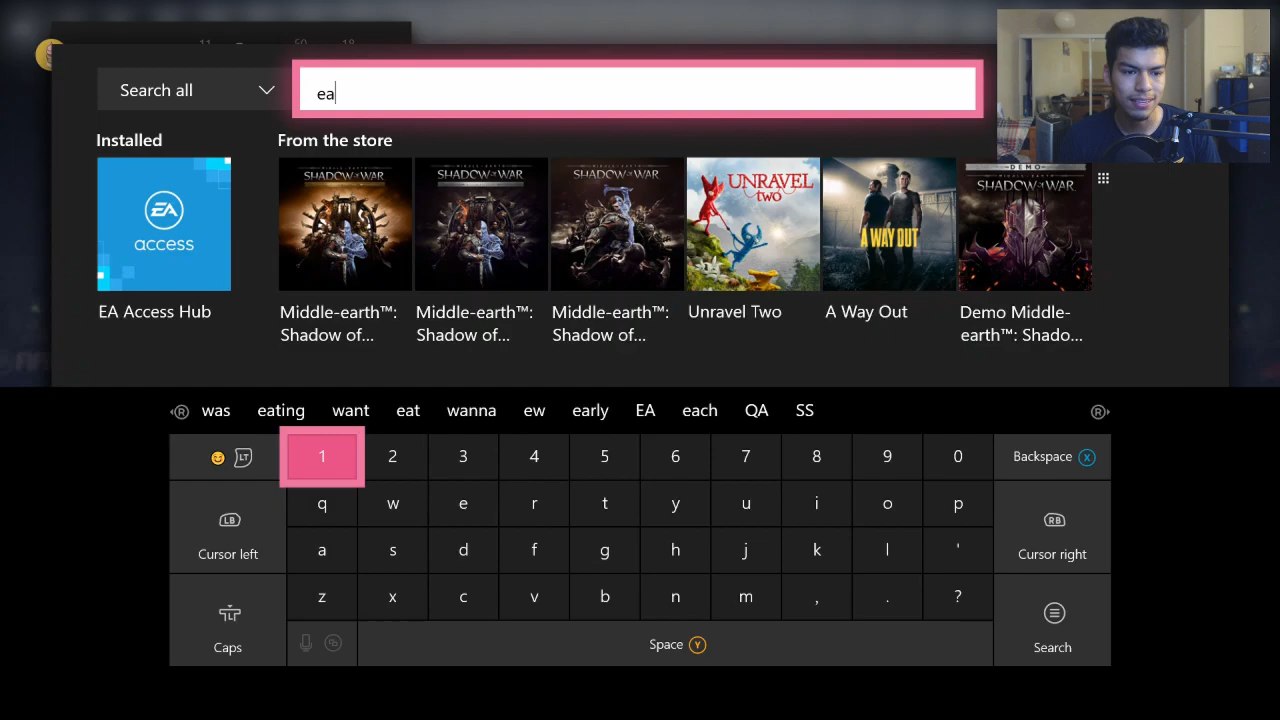 Search all
ea
Installed
From the store
EA
access
SHADOW OF WAR
SHADOW OF WAR
SHADOW OF WAR
UNRAVEL
TWO
A WAY OUT
DEMO
SHADOW OF WAR
EA Access Hub
Middle-earth™:
Shadow of...
Middle-earth™:
Shadow of...
Middle-earth™:
Shadow of...
Unravel Two
A Way Out
Demo Middle-
earth™: Shado...
R was eating want eat wanna ew early EA each QA SS R
LT 1 2 3 4 5 6 7 8 9 0 Backspace X
q w e r t y u i o p
LB Cursor left
a s d f g h j k l '
RB Cursor right
z x c v b n m , . ?
LT Caps
Space Y
Search